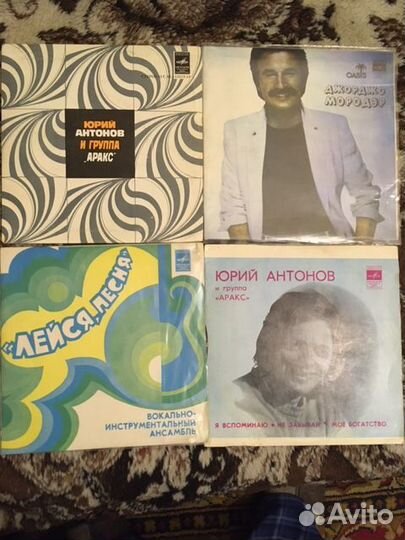 ЮРИЙ
АНТОНОВ
И ГРУППА
„АРАКС"
OASIS
ДЖОРДЖО
МОРОДЭР
„ЛЕЙСЯ, ПЕСНЯ"
ВОКАЛЬНО-
ИНСТРУМЕНТАЛЬНЫЙ
АНСАМБЛЬ
ЮРИЙ АНТОНОВ
и группа
«АРАКС»
Я ВСПОМИНАЮ • НЕ ЗАБЫВАЙ • МОЕ БОГАТСТВО
Avito